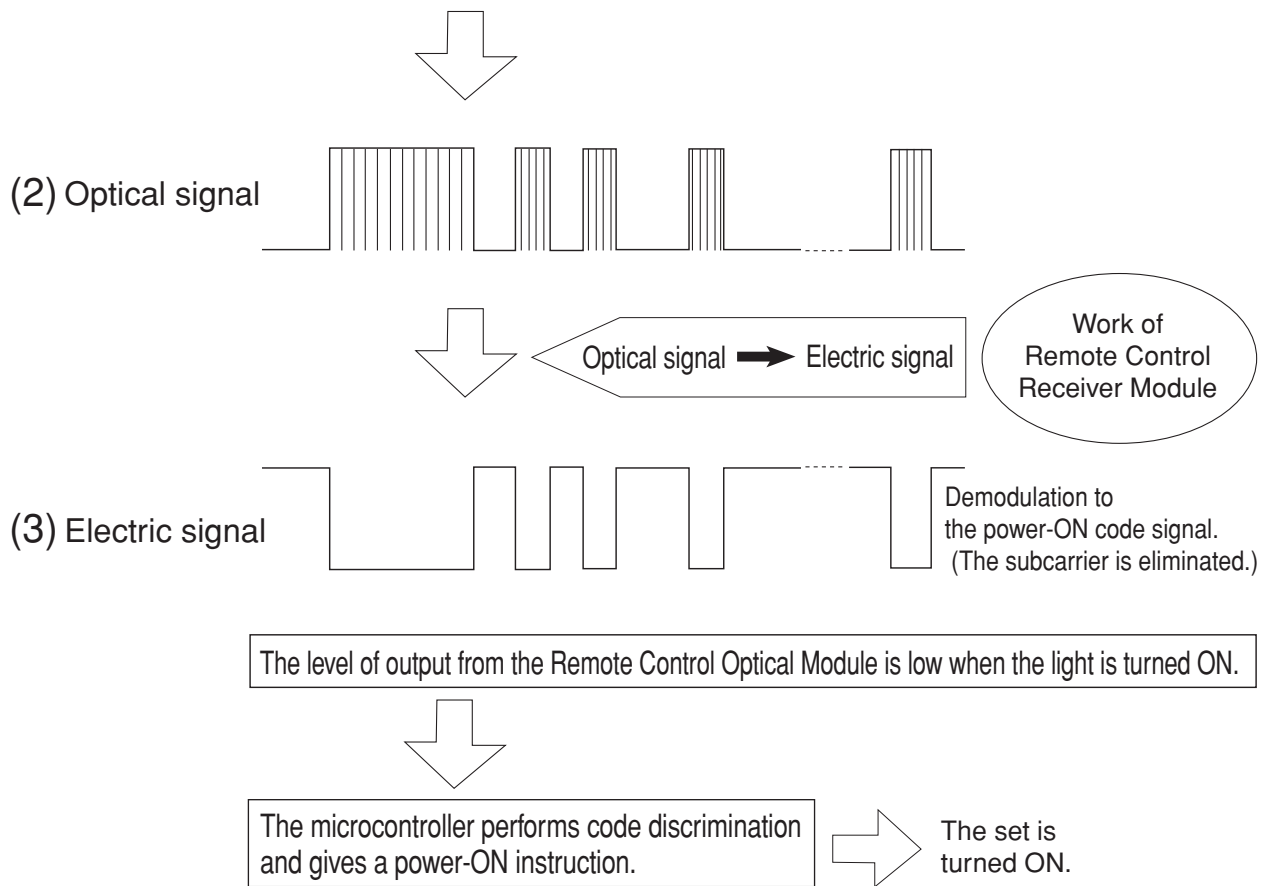 (2) Optical signal
Optical signal
Electric signal
Work of
Remote Control
Receiver Module
(3) Electric signal
Demodulation to
the power-ON code signal.
(The subcarrier is eliminated.)
The level of output from the Remote Control Optical Module is low when the light is turned ON.
The microcontroller performs code discrimination
and gives a power-ON instruction.
The set is
turned ON.